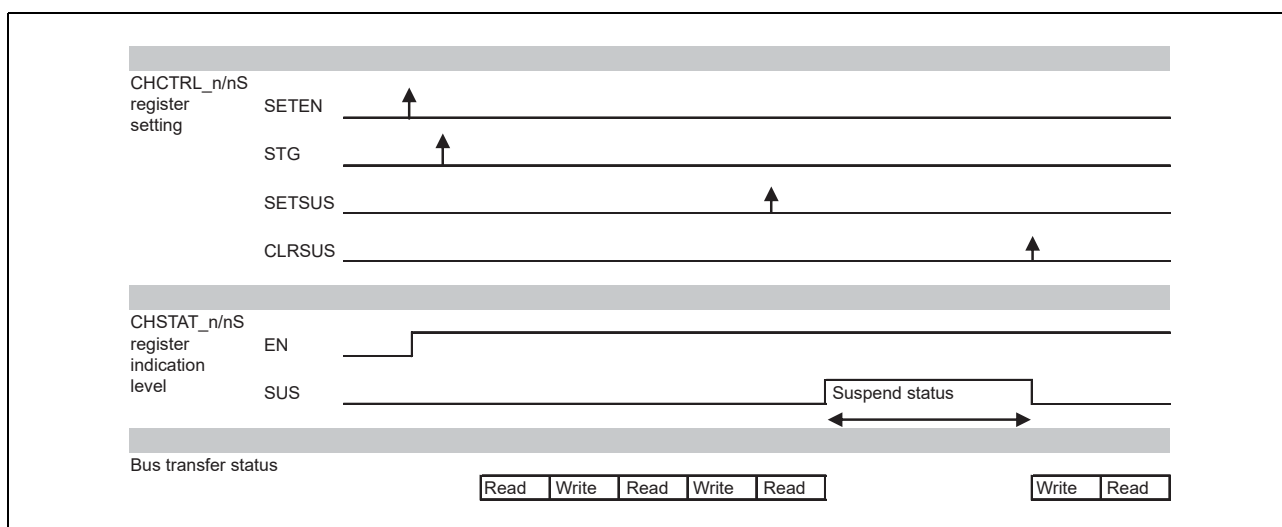 CHCTRL_n/nS
register
setting
SETEN
STG
SETSUS
CLRSUS
CHSTAT_n/nS
register
indication
level
EN
SUS
Suspend status
Bus transfer status
Read Write Read Write Read Write Read